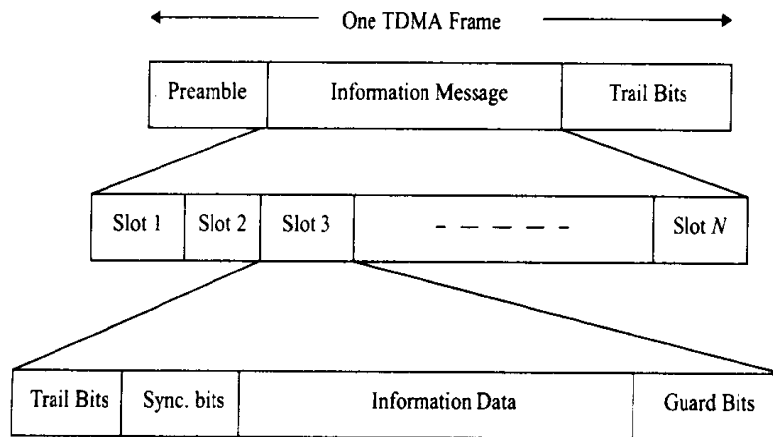 One TDMA Frame
Preamble Information Message Trail Bits
Slot 1 Slot 2 Slot 3 – – – – – Slot N
Trail Bits Sync. bits Information Data Guard Bits